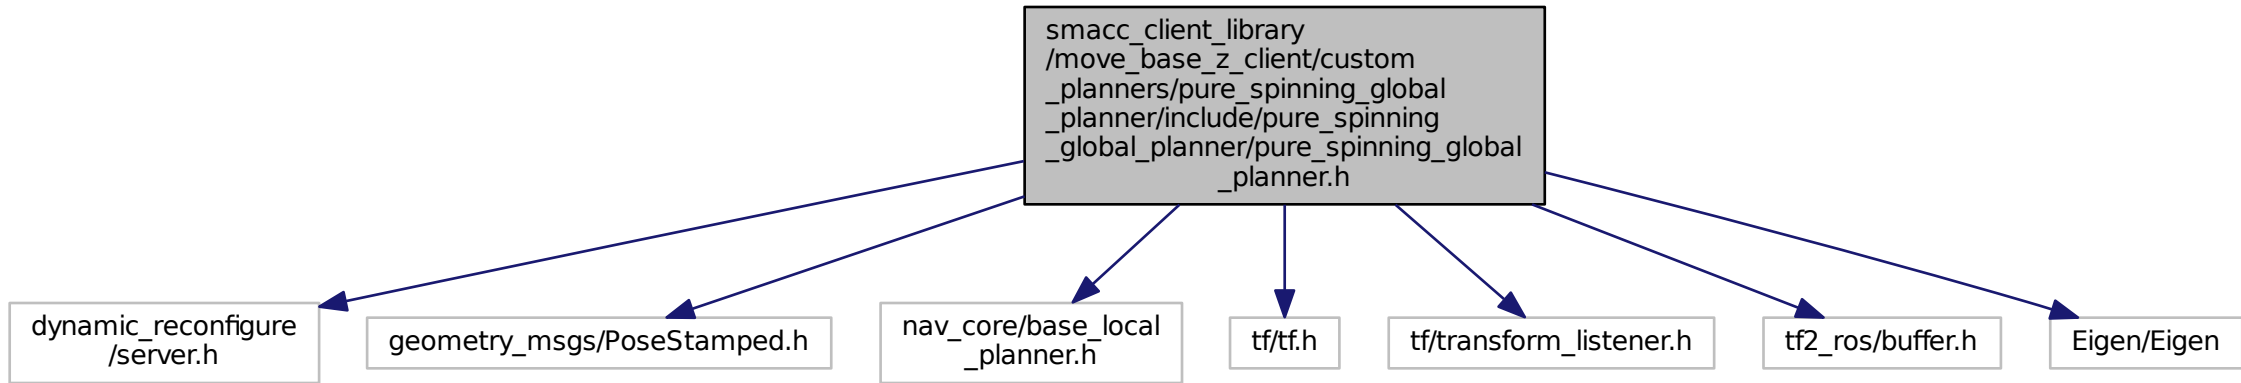 smacc_client_library
/move_base_z_client/custom
_planners/pure_spinning_global
_planner/include/pure_spinning
_global_planner/pure_spinning_global
_planner.h
dynamic_reconfigure
/server.h
geometry_msgs/PoseStamped.h
nav_core/base_local
_planner.h
tf/tf.h
tf/transform_listener.h
tf2_ros/buffer.h
Eigen/Eigen